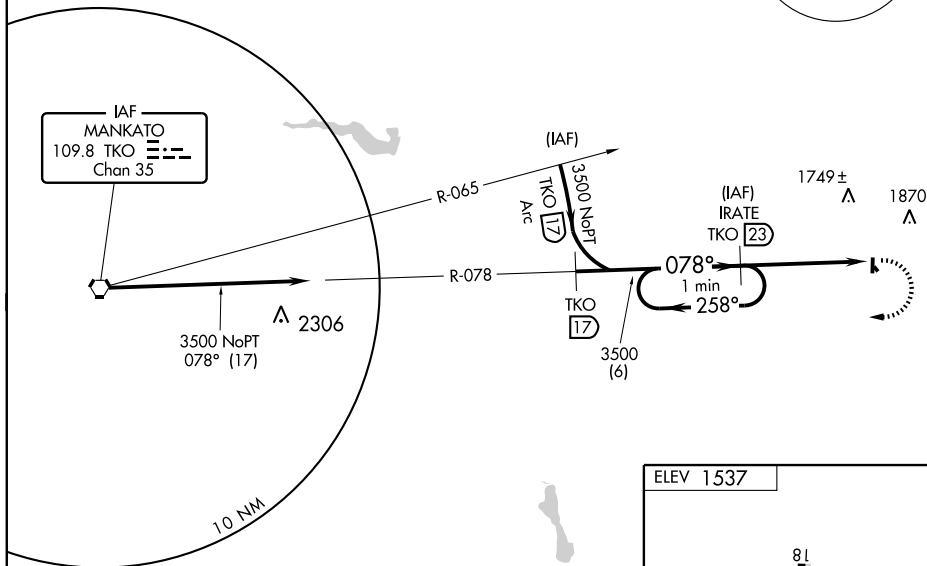 IAF
MANKATO
109.8 TKO
Chan 35
R-065
(IAF)
3500 NoPT
TKO 17
Arc
1749±
1870
(IAF)
IRATE
TKO 23
R-078
078°
1 min
258°
TKO
17
3500
(6)
2306
3500 NoPT
078° (17)
10 NM
ELEV 1537
18